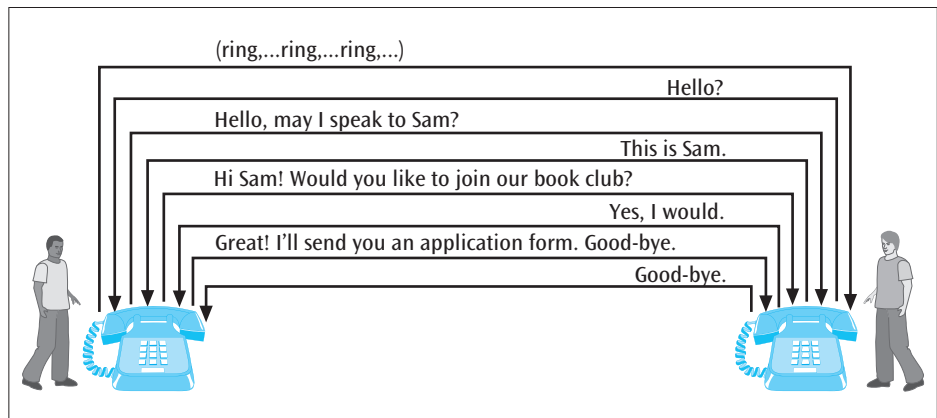 (ring,...ring,...ring,...)
Hello?
Hello, may I speak to Sam?
This is Sam.
Hi Sam! Would you like to join our book club?
Yes, I would.
Great! I'll send you an application form. Good-bye.
Good-bye.